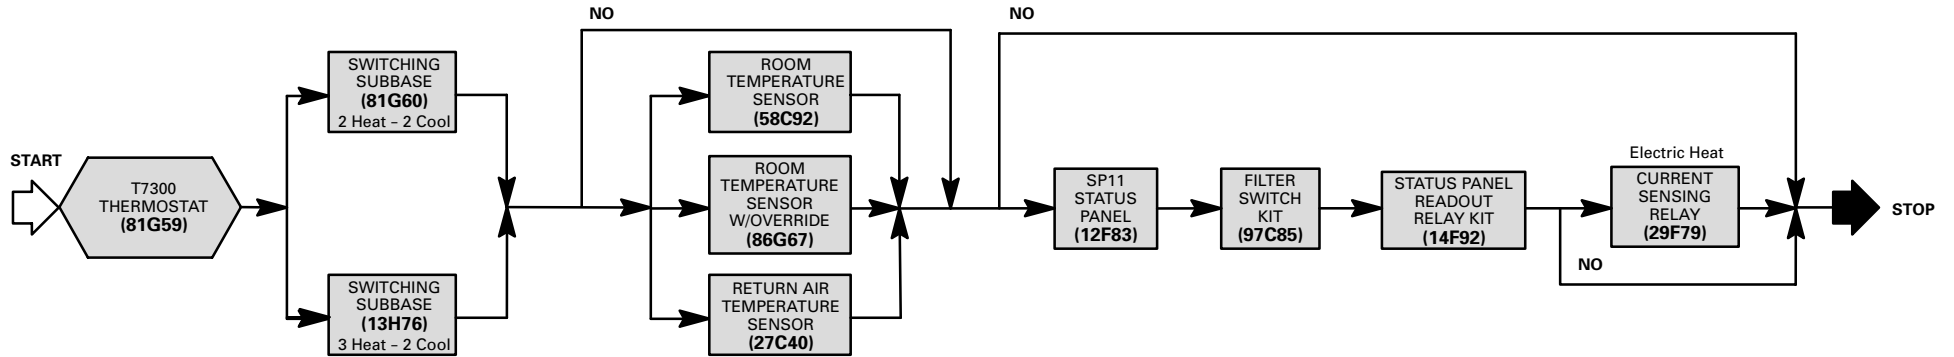 START
T7300
THERMOSTAT
(81G59)
SWITCHING
SUBBASE
(81G60)
2 Heat – 2 Cool
SWITCHING
SUBBASE
(13H76)
3 Heat – 2 Cool
NO
ROOM
TEMPERATURE
SENSOR
(58C92)
ROOM
TEMPERATURE
SENSOR
W/OVERRIDE
(86G67)
RETURN AIR
TEMPERATURE
SENSOR
(27C40)
NO
SP11
STATUS
PANEL
(12F83)
FILTER
SWITCH
KIT
(97C85)
STATUS PANEL
READOUT
RELAY KIT
(14F92)
Electric Heat
CURRENT
SENSING
RELAY
(29F79)
NO
STOP